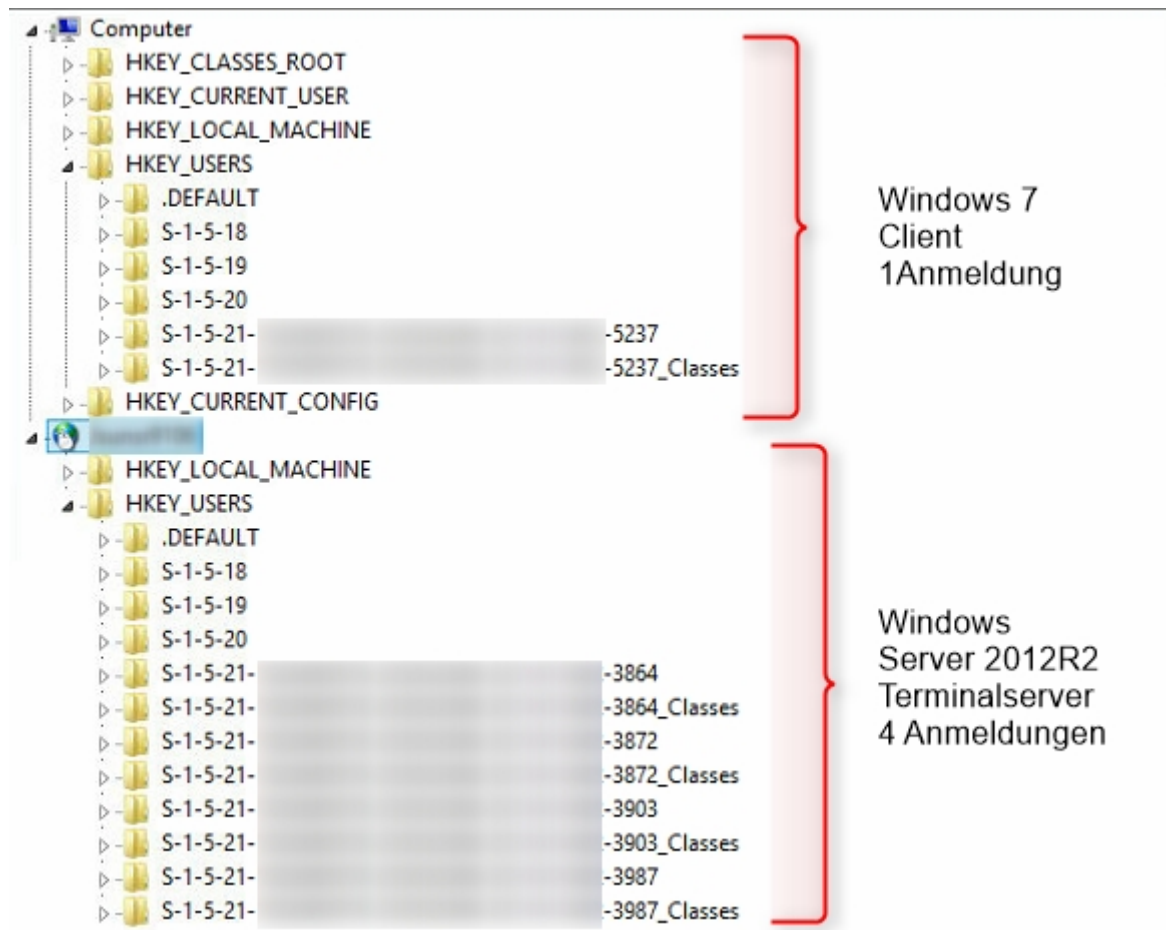 Computer
HKEY_CLASSES_ROOT
HKEY_CURRENT_USER
HKEY_LOCAL_MACHINE
HKEY_USERS
.DEFAULT
S-1-5-18
S-1-5-19
S-1-5-20
S-1-5-21- -5237
S-1-5-21- -5237_Classes
HKEY_CURRENT_CONFIG
Windows 7
Client
1Anmeldung
HKEY_LOCAL_MACHINE
HKEY_USERS
.DEFAULT
S-1-5-18
S-1-5-19
S-1-5-20
S-1-5-21- -3864
S-1-5-21- -3864_Classes
S-1-5-21- -3872
S-1-5-21- -3872_Classes
S-1-5-21- -3903
S-1-5-21- -3903_Classes
S-1-5-21- -3987
S-1-5-21- -3987_Classes
Windows
Server 2012R2
Terminalserver
4 Anmeldungen